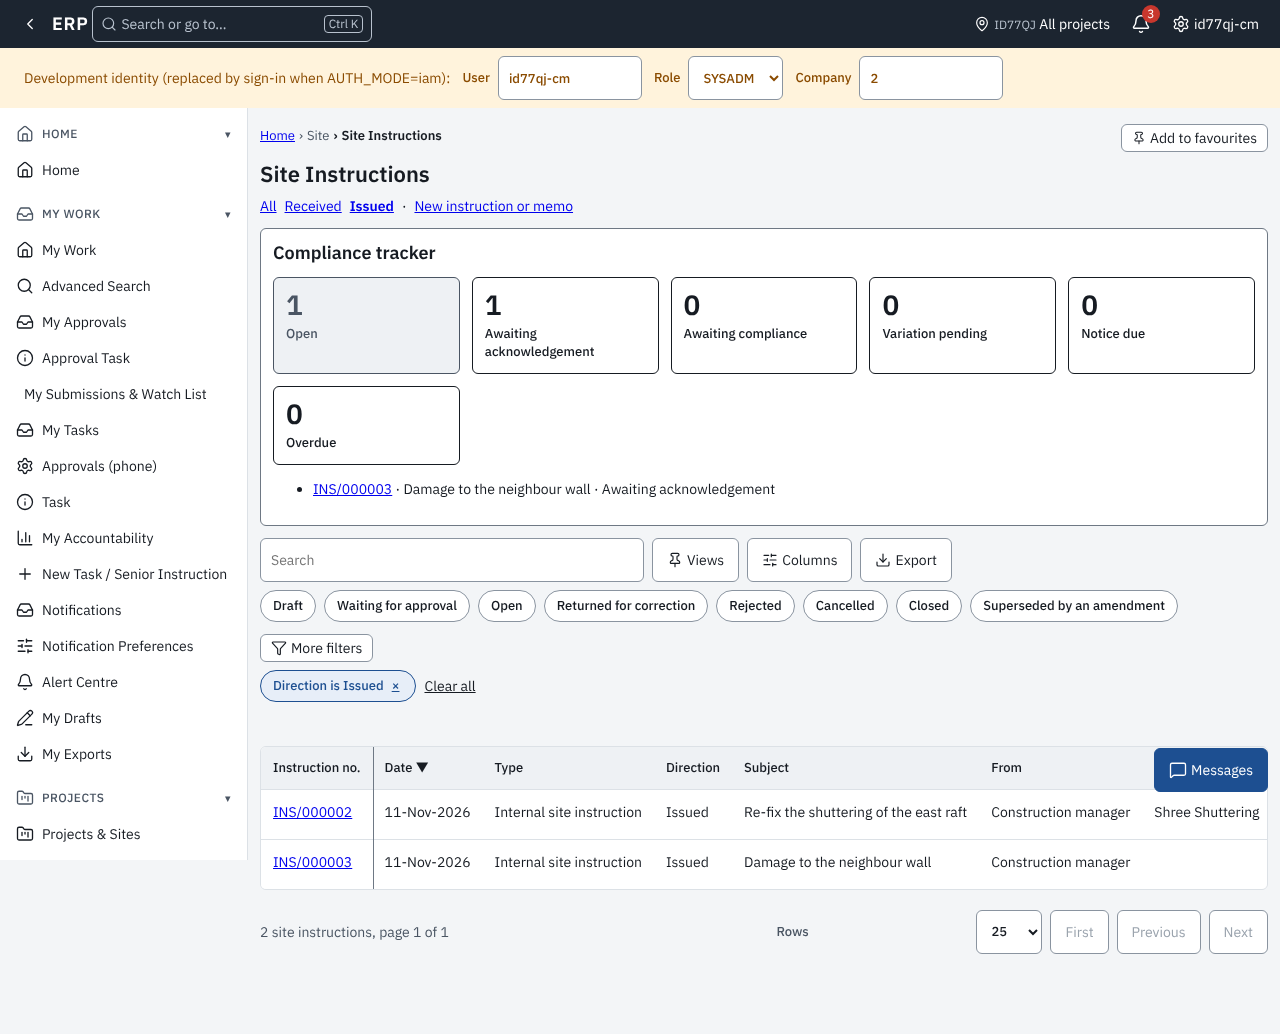 ERP
Search or go to...
Ctrl K
ID77QJ All projects
3
id77qj-cm
Development identity (replaced by sign-in when AUTH_MODE=iam):
User
id77qj-cm
Role
SYSADM
Company
2
HOME
Home
MY WORK
My Work
Advanced Search
My Approvals
Approval Task
My Submissions & Watch List
My Tasks
Approvals (phone)
Task
My Accountability
New Task / Senior Instruction
Notifications
Notification Preferences
Alert Centre
My Drafts
My Exports
PROJECTS
Projects & Sites
Home › Site › Site Instructions
Add to favourites
Site Instructions
All Received Issued · New instruction or memo
Compliance tracker
1
Open
1
Awaiting
acknowledgement
0
Awaiting compliance
0
Variation pending
0
Notice due
0
Overdue
• INS/000003 · Damage to the neighbour wall · Awaiting acknowledgement
Search
Views
Columns
Export
Draft
Waiting for approval
Open
Returned for correction
Rejected
Cancelled
Closed
Superseded by an amendment
More filters
Direction is Issued ×
Clear all
Instruction no. Date ▼ Type Direction Subject From
Messages
INS/000002 11-Nov-2026 Internal site instruction Issued Re-fix the shuttering of the east raft Construction manager Shree Shuttering
INS/000003 11-Nov-2026 Internal site instruction Issued Damage to the neighbour wall Construction manager
2 site instructions, page 1 of 1
Rows
25
First
Previous
Next